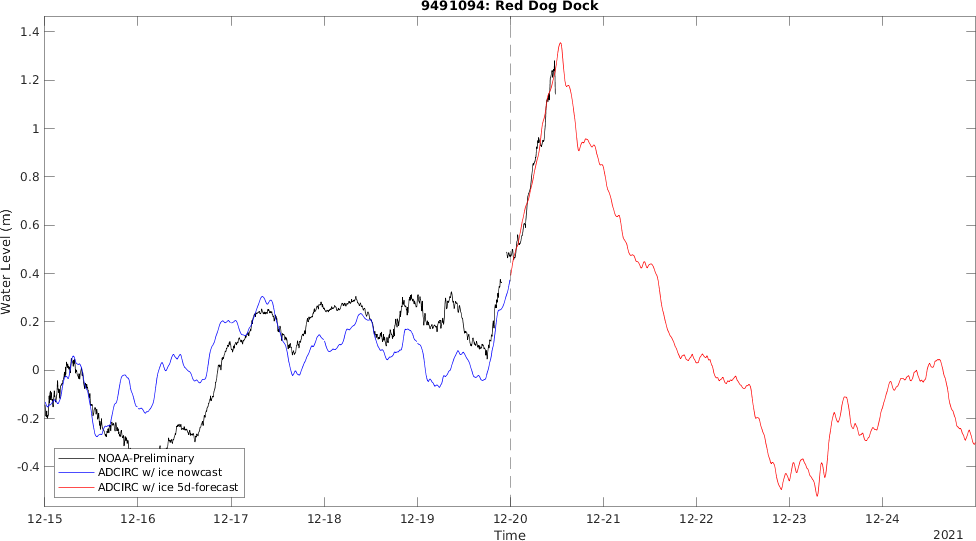 9491094: Red Dog Dock
1.4
1.2
1
0.8
0.6
0.4
0.2
0
-0.2
-0.4
Water Level (m)
NOAA-Preliminary
ADCIRC w/ ice nowcast
ADCIRC w/ ice 5d-forecast
12-15 12-16 12-17 12-18 12-19 12-20 12-21 12-22 12-23 12-24
Time
2021